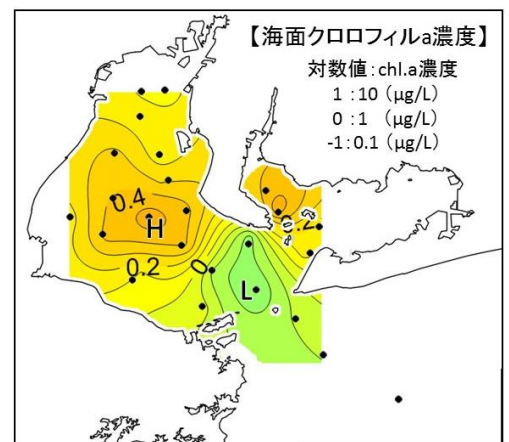 【海面クロロフィルa濃度】
対数値：chl.a濃度
1 :10 (μg/L)
0 :1 (μg/L)
-1:0.1 (μg/L)
0.4
H
0.2
0
L